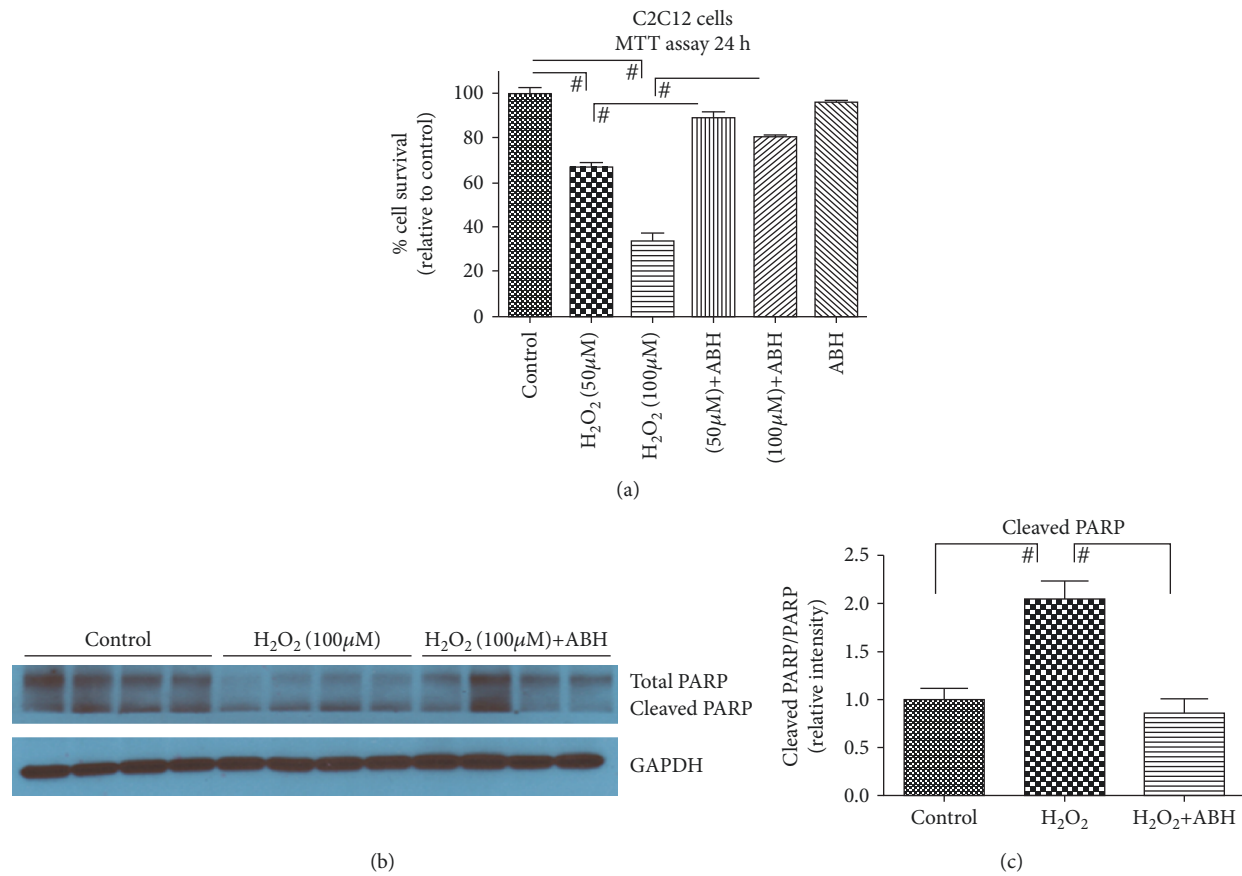 C2C12 cells
MTT assay 24 h
% cell survival
(relative to control)
100
80
60
40
20
0
#
#
#
#
Control
H₂O₂ (50μM)
H₂O₂ (100μM)
(50μM)+ABH
(100μM)+ABH
ABH
(a)
Control
H₂O₂ (100μM)
H₂O₂ (100μM)+ABH
Total PARP
Cleaved PARP
GAPDH
(b)
Cleaved PARP
Cleaved PARP/PARP
(relative intensity)
2.5
2.0
1.5
1.0
0.5
0.0
#
#
Control
H₂O₂
H₂O₂+ABH
(c)